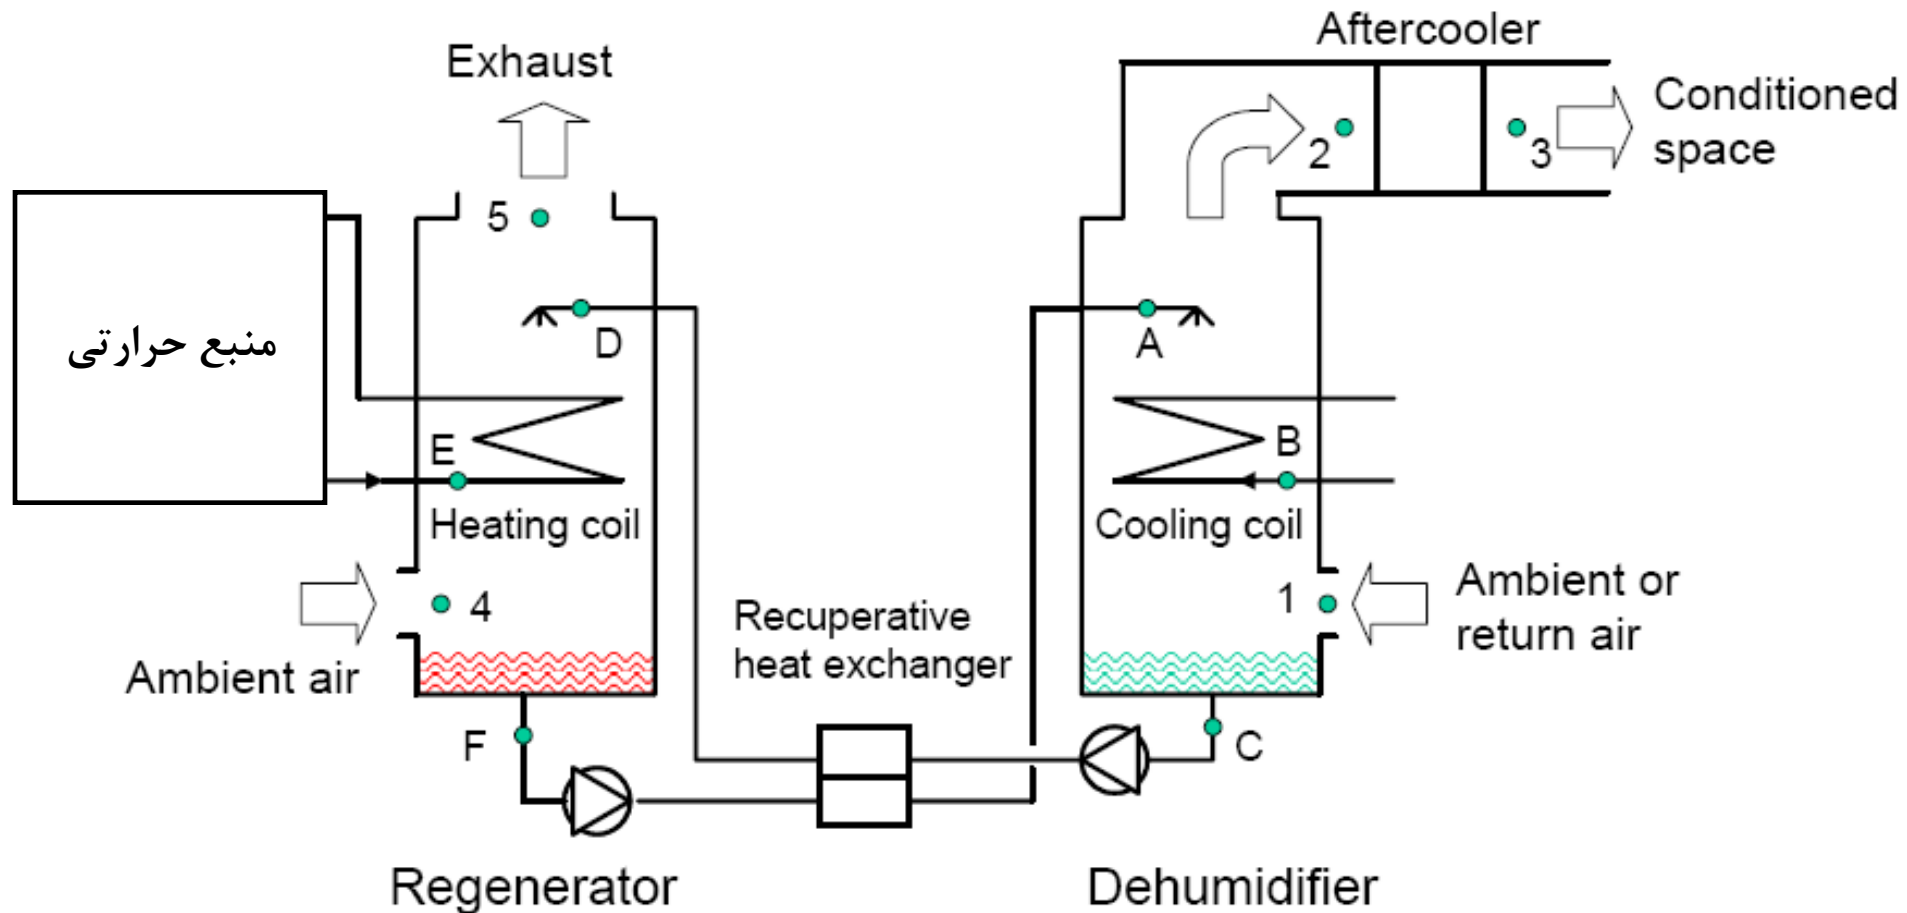 Aftercooler
Exhaust
Conditioned
space
2
3
5
منبع حرارتی
D
A
E
B
Heating coil
Cooling coil
4
1
Ambient or
return air
Ambient air
Recuperative
heat exchanger
F
C
Regenerator
Dehumidifier